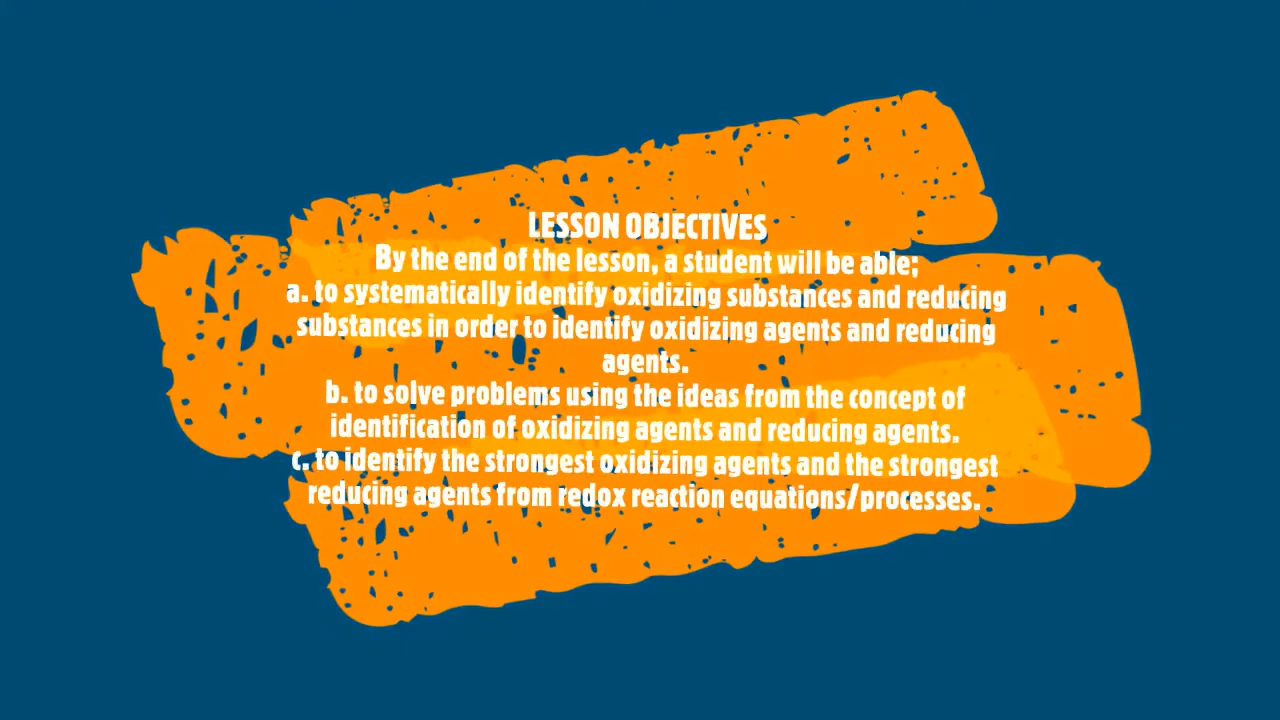 LESSON OBJECTIVES
By the end of the lesson, a student will be able;
a. to systematically identify oxidizing substances and reducing
substances in order to identify oxidizing agents and reducing
agents.
b. to solve problems using the ideas from the concept of
identification of oxidizing agents and reducing agents.
c. to identify the strongest oxidizing agents and the strongest
reducing agents from redox reaction equations/processes.